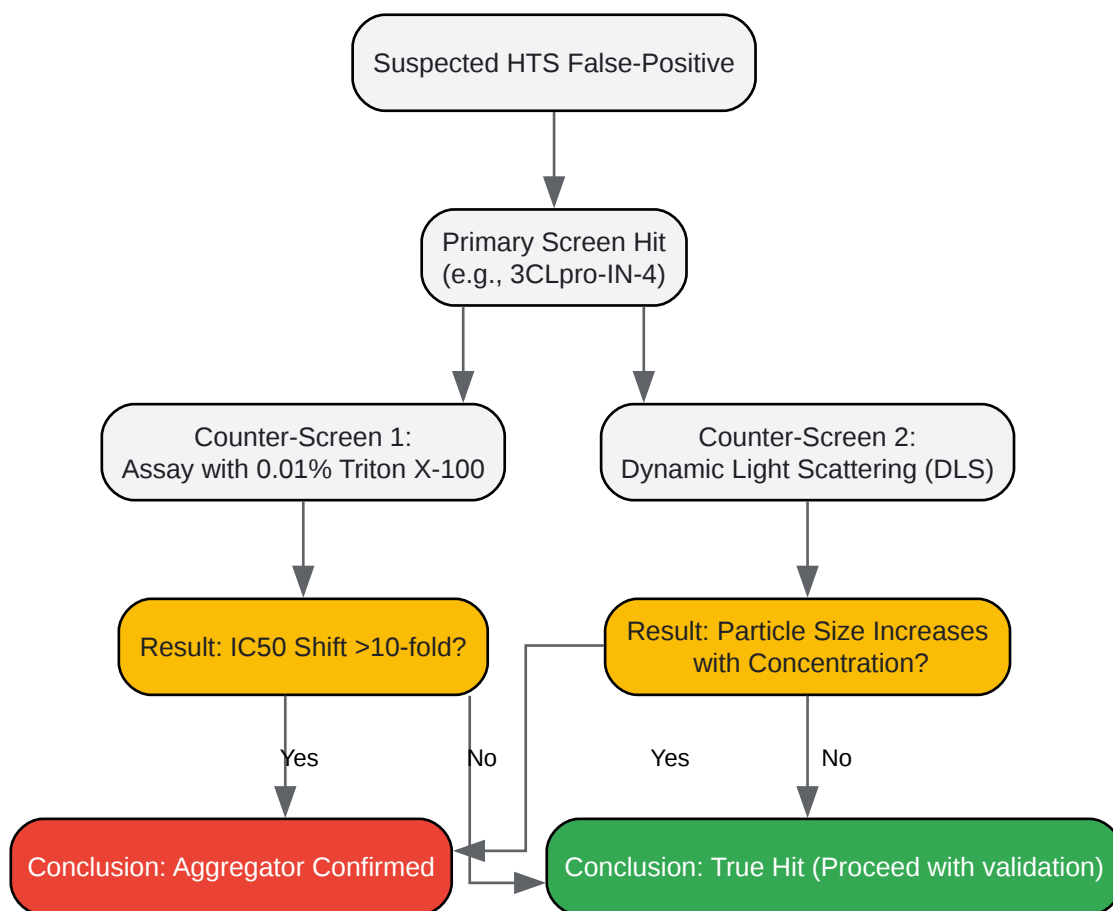 Suspected HTS False-Positive
Primary Screen Hit
(e.g., 3CLpro-IN-4)
Counter-Screen 1:
Assay with 0.01% Triton X-100
Counter-Screen 2:
Dynamic Light Scattering (DLS)
Result: IC50 Shift >10-fold?
Result: Particle Size Increases
with Concentration?
Yes
No
Yes
No
Conclusion: Aggregator Confirmed
Conclusion: True Hit (Proceed with validation)